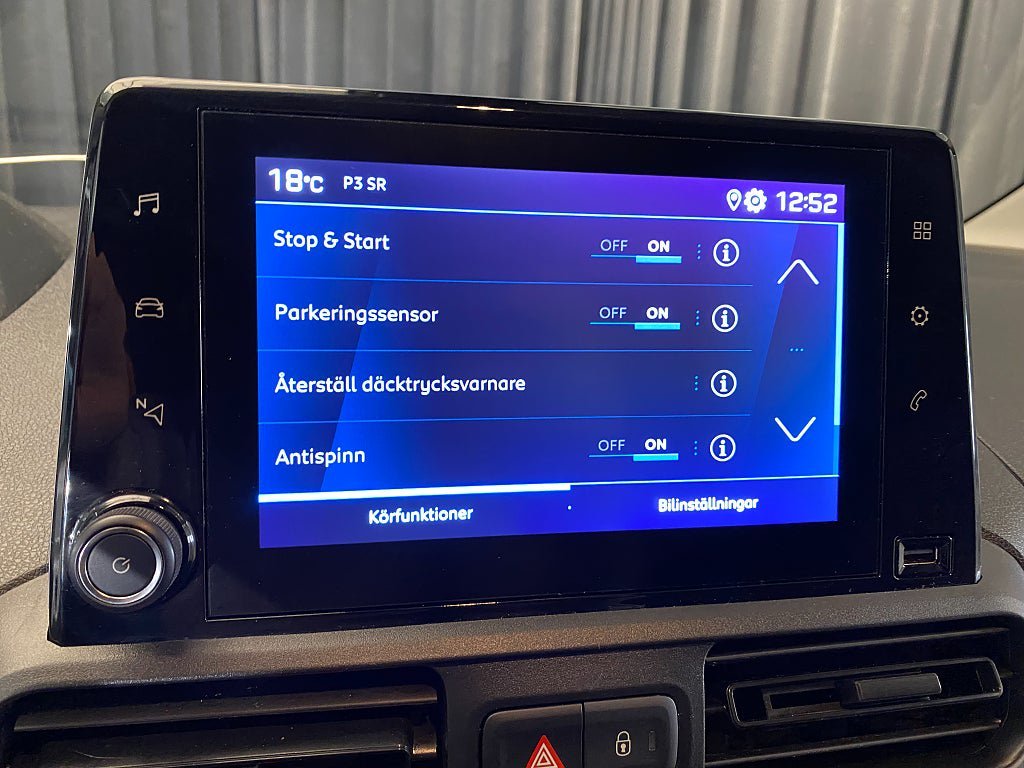 18°C P3 SR 12:52
Stop & Start OFF ON
Parkeringssensor OFF ON
Återställ däcktrycksvarnare
Antispinn OFF ON
Körfunktioner Bilinställningar
N